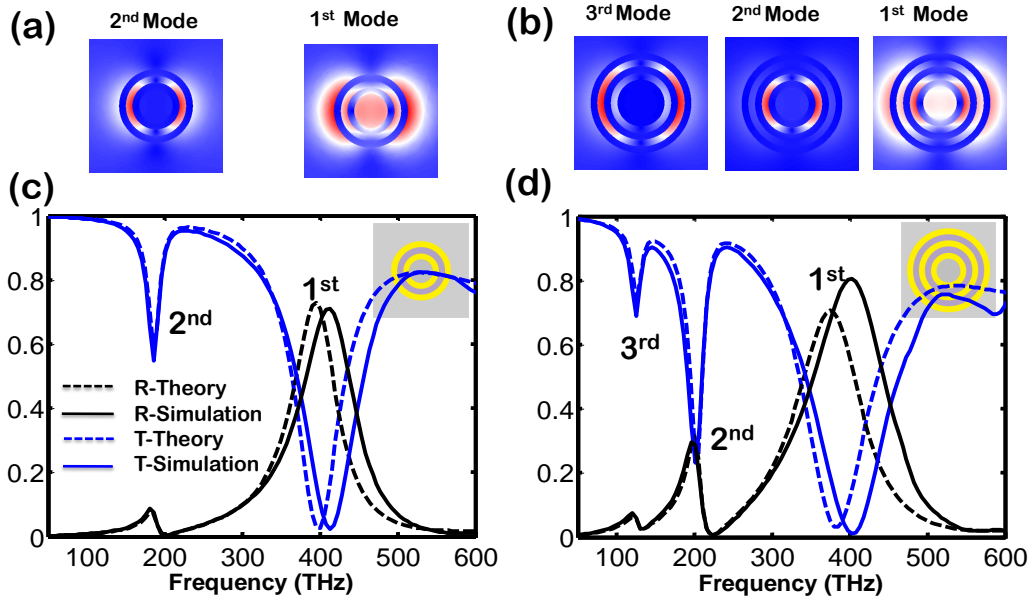 (a)
2nd Mode
1st Mode
(b)
3rd Mode
2nd Mode
1st Mode
(c)
1
0.8
0.6
0.4
0.2
0
1st
2nd
R-Theory
R-Simulation
T-Theory
T-Simulation
100 200 300 400 500 600
Frequency (THz)
(d)
1
0.8
0.6
0.4
0.2
0
1st
3rd
2nd
100 200 300 400 500 600
Frequency (THz)